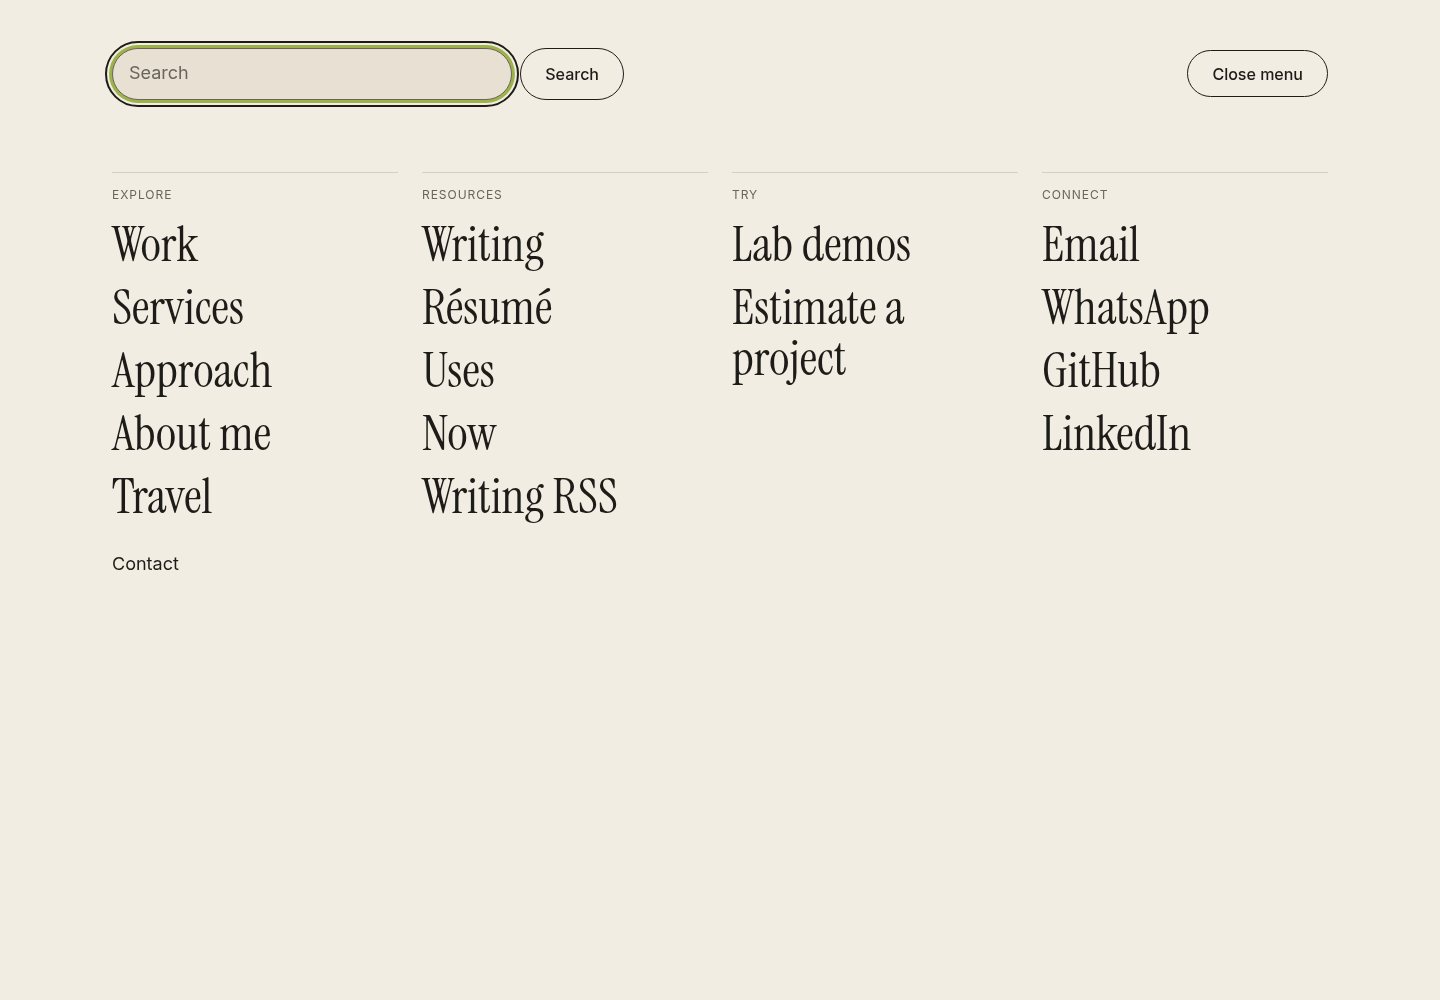 Search
Search
Close menu
EXPLORE
Work
Services
Approach
About me
Travel
Contact
RESOURCES
Writing
Résumé
Uses
Now
Writing RSS
TRY
Lab demos
Estimate a
project
CONNECT
Email
WhatsApp
GitHub
LinkedIn